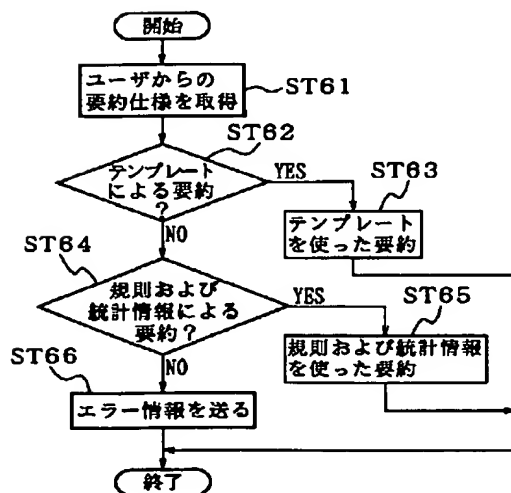 開始
ユーザからの
要約仕様を取得
ST61
ST62
テンプレート
による要約
?
YES
ST63
テンプレート
を使った要約
NO
ST64
規則および
統計情報による
要約?
YES
ST65
規則および統計情報
を使った要約
NO
ST66
エラー情報を送る
終了